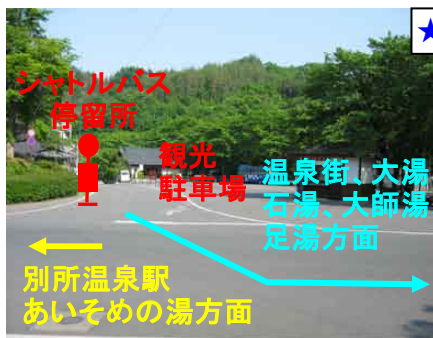 シャトルバス
停留所
観光
駐車場
温泉街、大湯
石湯、大師湯
足湯方面
別所温泉駅
あいそめの湯方面